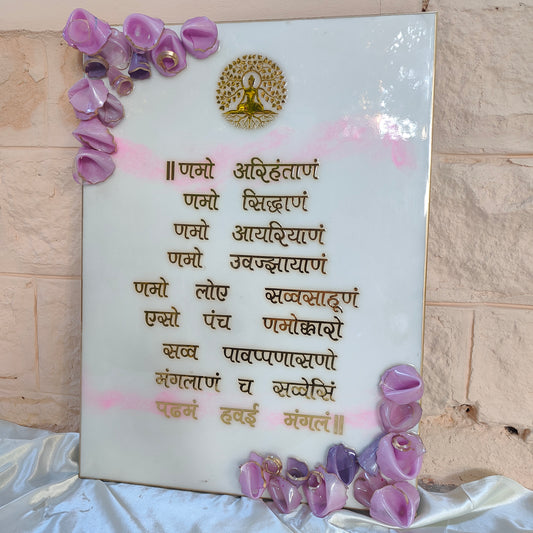 ॥णमो अरिहंताणं
णमो सिद्धाणं
णमो आयरियाणं
णमो उवज्झायाणं
णमो लोए सव्वसाहूणं
एसो पंच णमोक्कारो
सव्व पावप्पणासणो
मंगलाणं च सव्वेसिं
पढमं हवई मंगलं॥